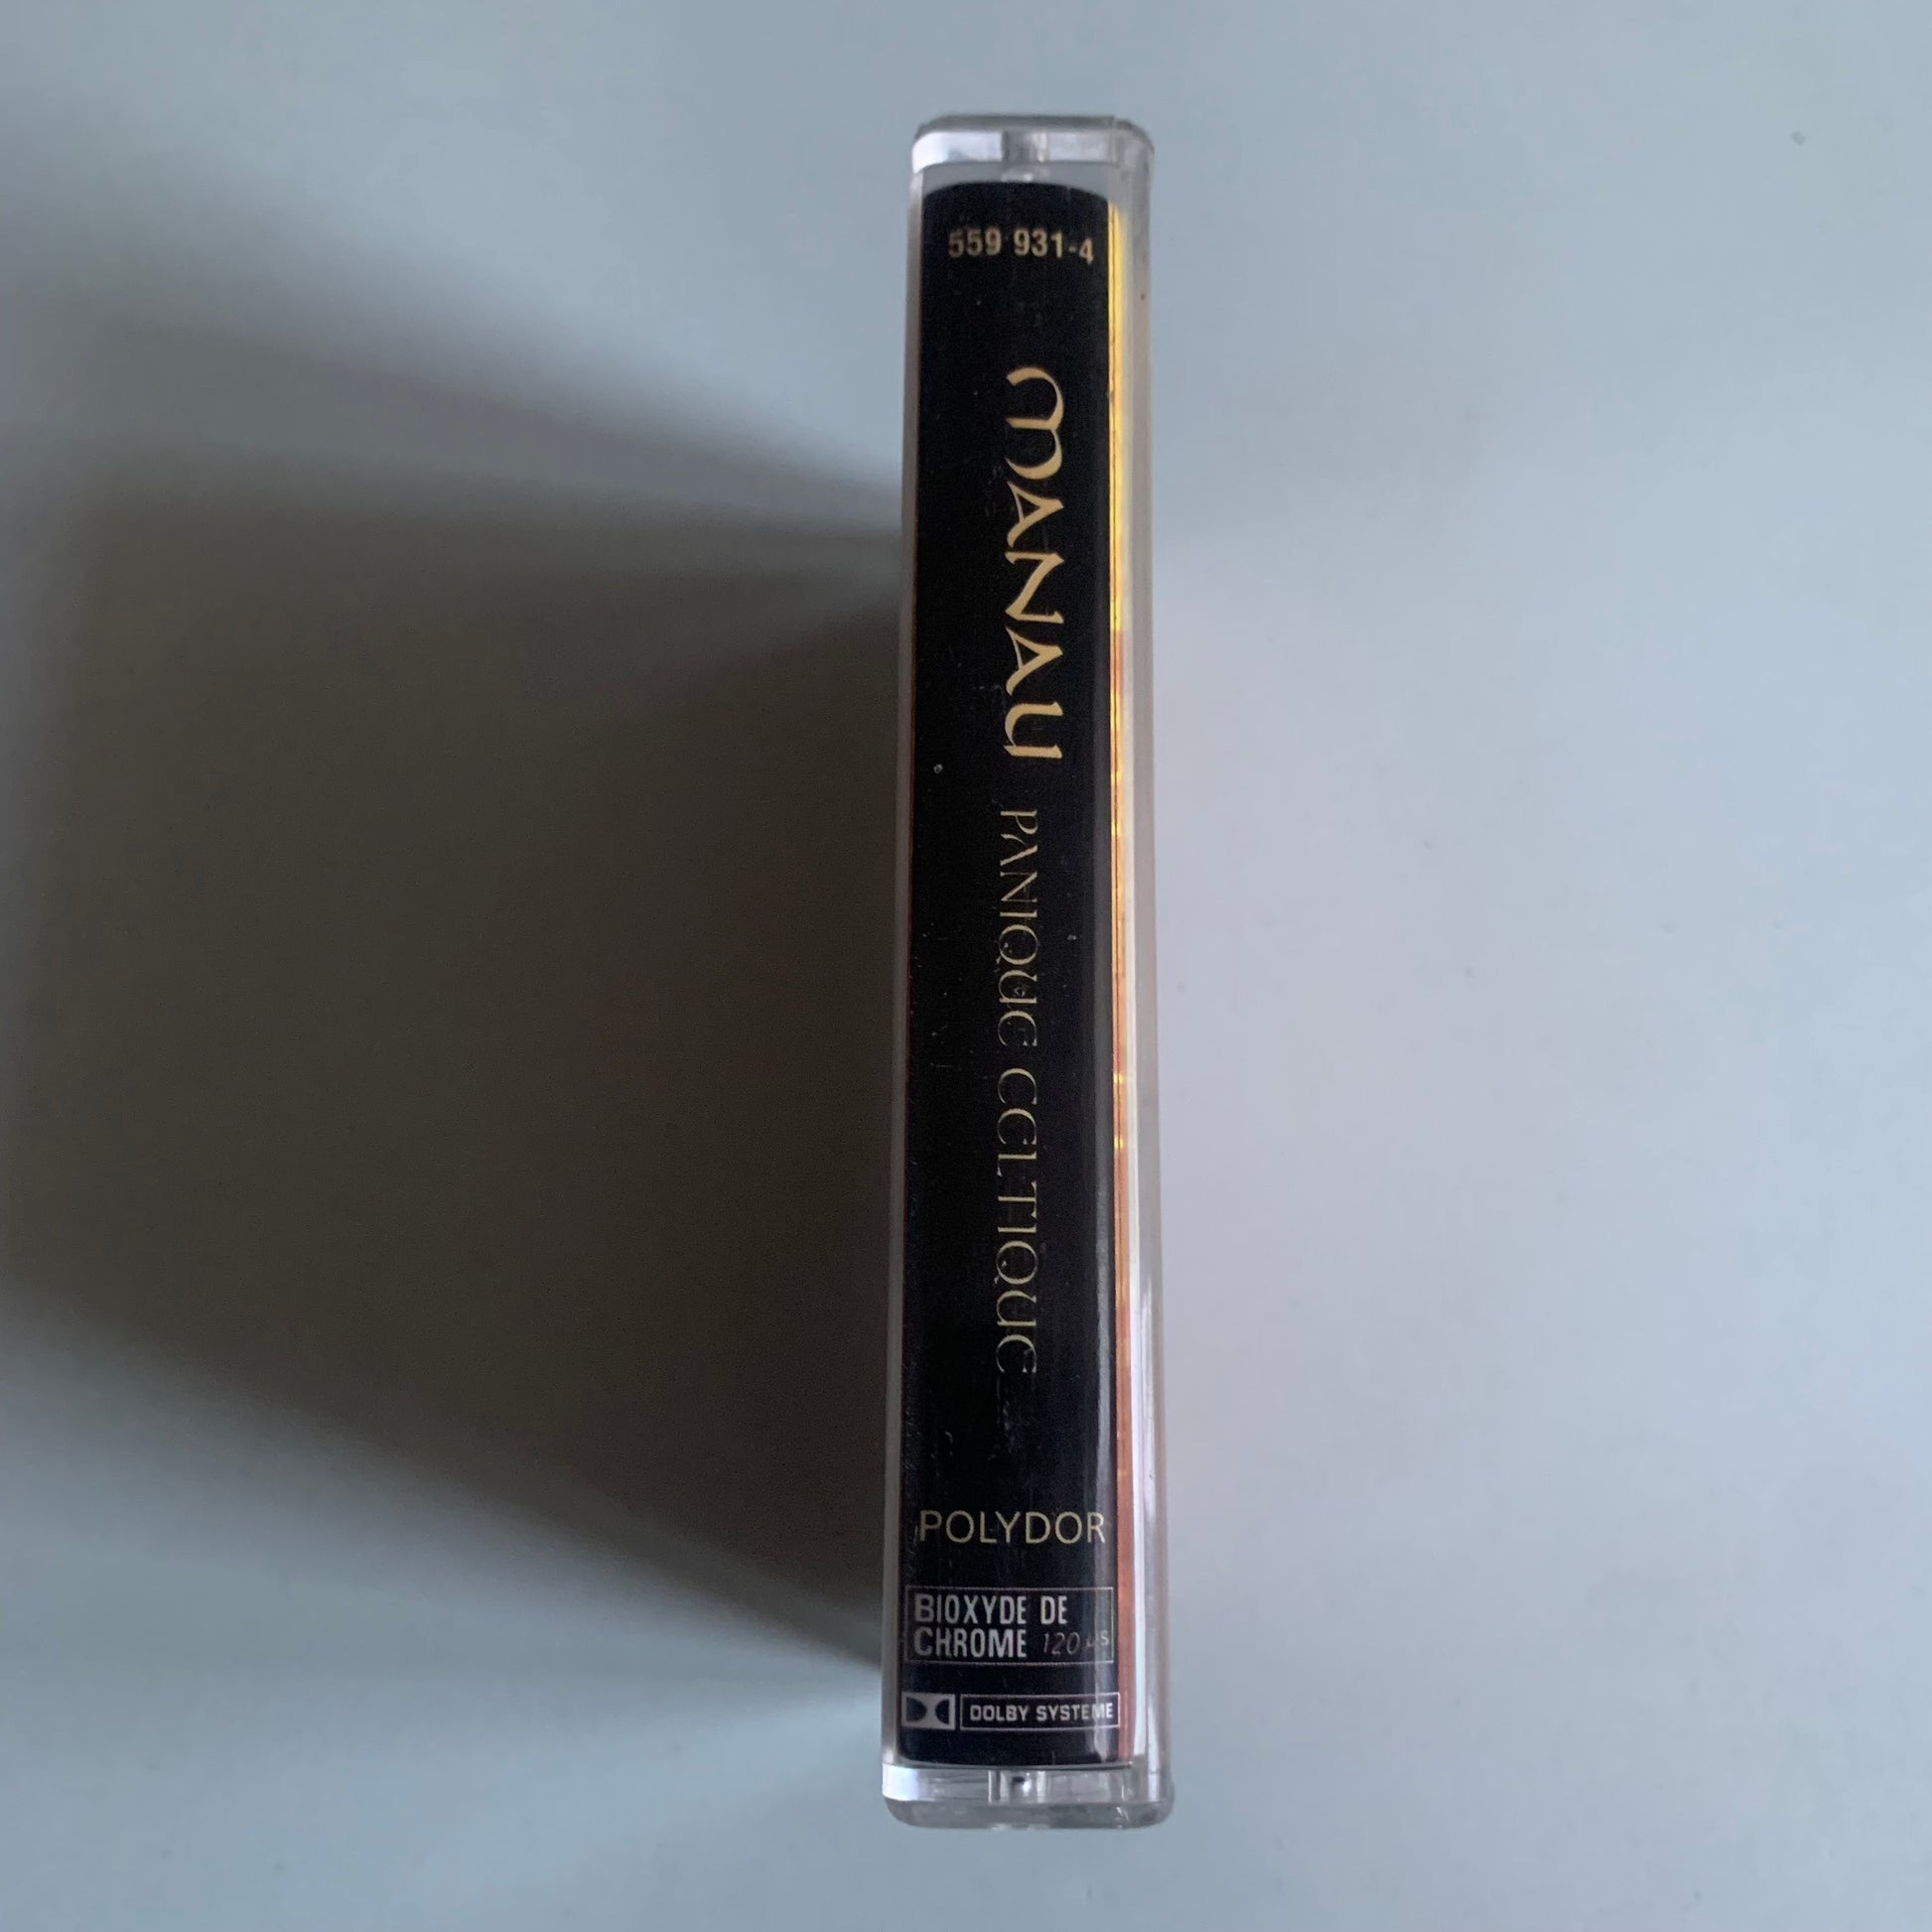 559 931-4
MANAU PANIQUE CELTIQUE
POLYDOR
BIOXYDE DE
CHROME 120 µs
DOLBY SYSTEME